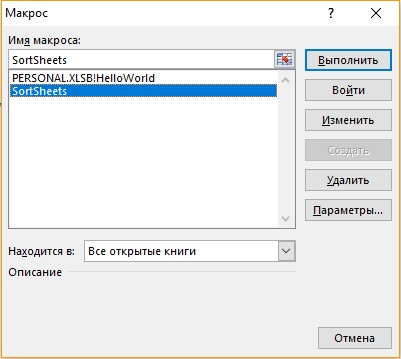 Макрос
?
Имя макроса:
SortSheets
Выполнить
PERSONAL.XLSB!HelloWorld
SortSheets
Войти
Изменить
Создать
Удалить
Параметры...
Находится в:
Все открытые книги
Описание
Отмена